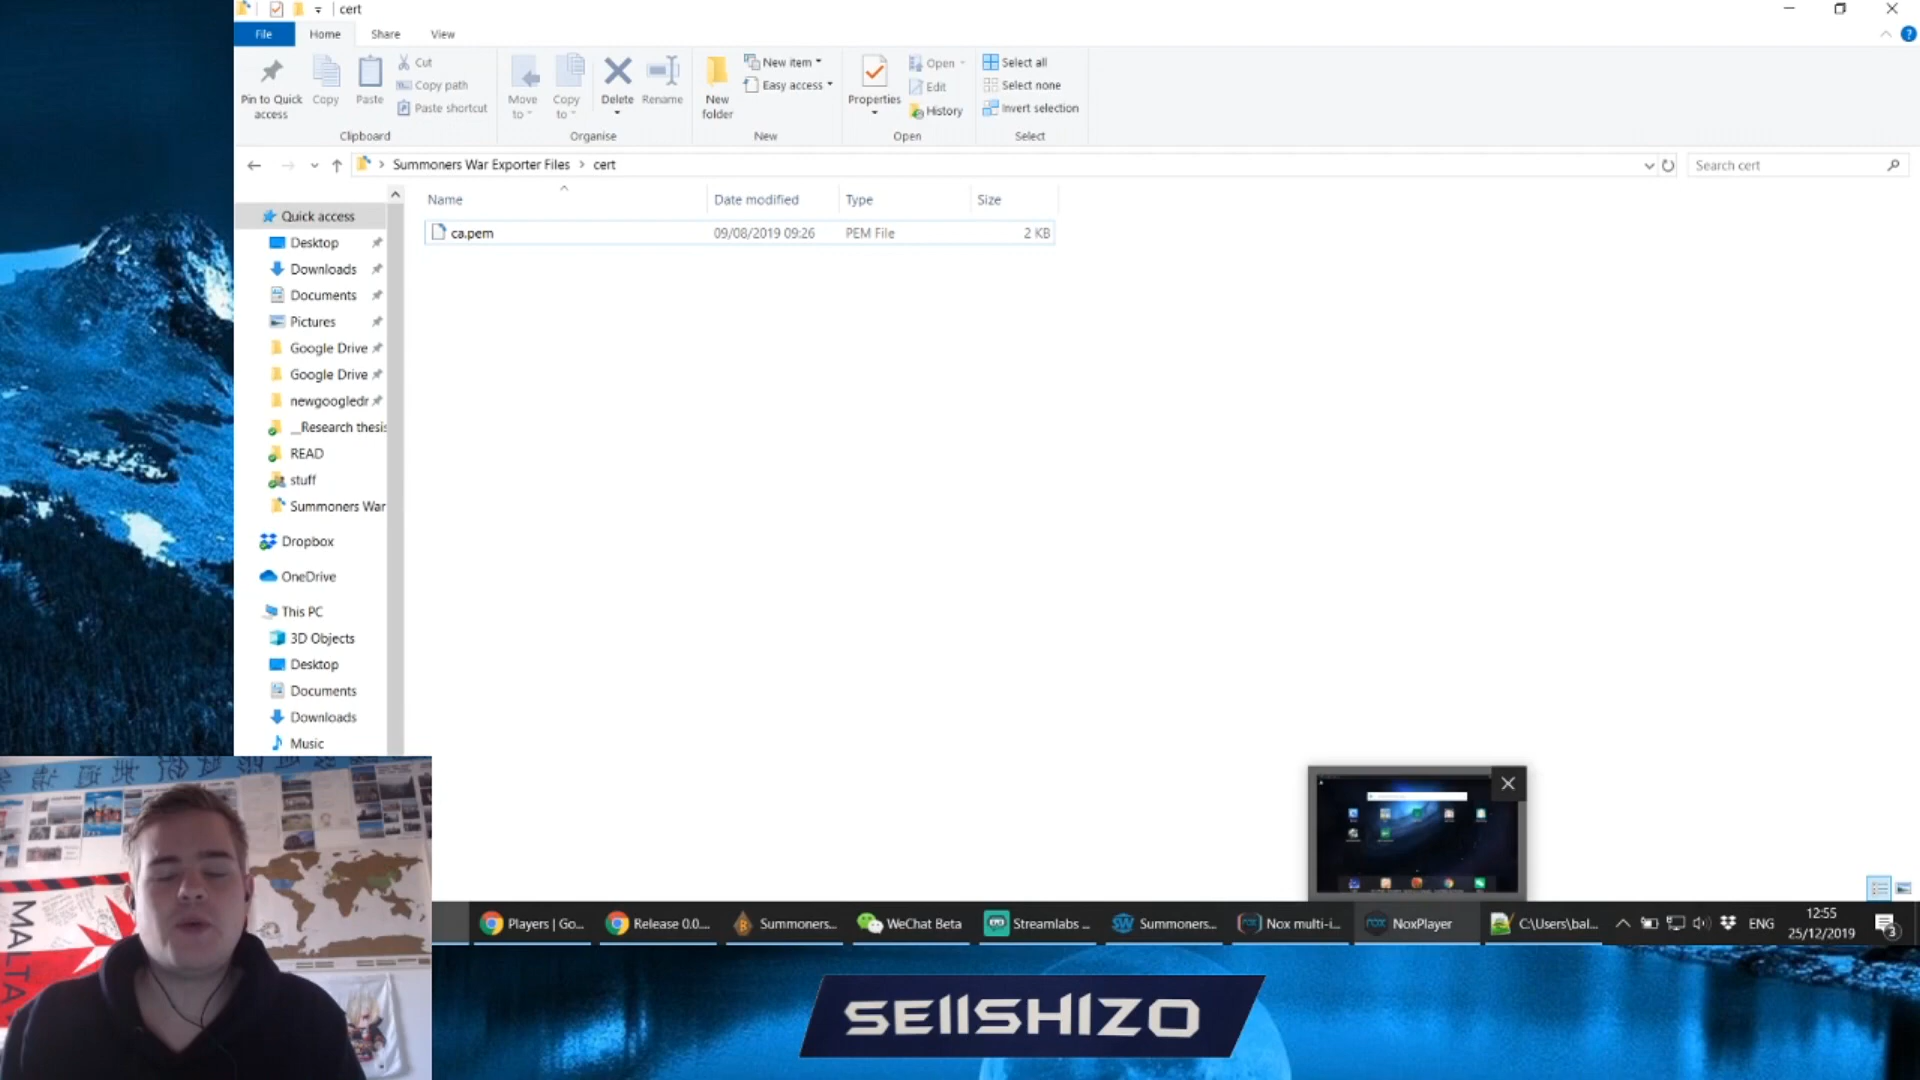 cert
File
Home
Share
View
Pin to Quick access
Copy
Paste
Cut
Copy path
Paste shortcut
Clipboard
Move to
Copy to
Delete
Rename
Organise
New folder
New item
Easy access
New
Properties
Open
Edit
History
Open
Select all
Select none
Invert selection
Select
Summoners War Exporter Files
cert
Search cert
Name
Date modified
Type
Size
ca.pem
09/08/2019 09:26
PEM File
2 KB
Quick access
Desktop
Downloads
Documents
Pictures
Google Drive
Google Drive
newgoogledr
__Research thesis
READ
stuff
Summoners War
Dropbox
OneDrive
This PC
3D Objects
Desktop
Documents
Downloads
Music
MALTA
Players | Go...
Release 0.0....
Summoners...
WeChat Beta
Streamlabs ...
SW
Summoners...
nox
Nox multi-i...
nox
NoxPlayer
C:\Users\bal...
ENG
12:55
25/12/2019
3
SEIISHIZO